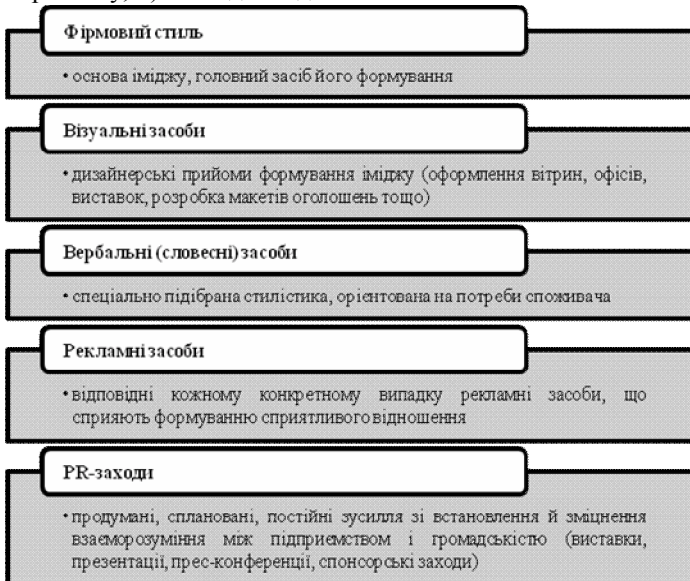 Фірмовий стиль
• основа іміджу, головний засіб його формування
Візуальні засоби
• дизайнерські прийоми формування іміджу (оформлення вітрин, офісів,
виставок, розробка макетів оголошень тощо)
Вербальні (словесні) засоби
• спеціально підібрана стилістика, орієнтована на потреби споживача
Рекламні засоби
• відповідні кожному конкретному випадку рекламні засоби, що
сприяють формуванню сприятливого відношення
PR-заходи
• продумані, сплановані, постійні зусилля зі встановлення й зміцнення
взаєморозуміння між підприємством і громадськістю (виставки,
презентації, прес-конференції, спонсорські заходи)